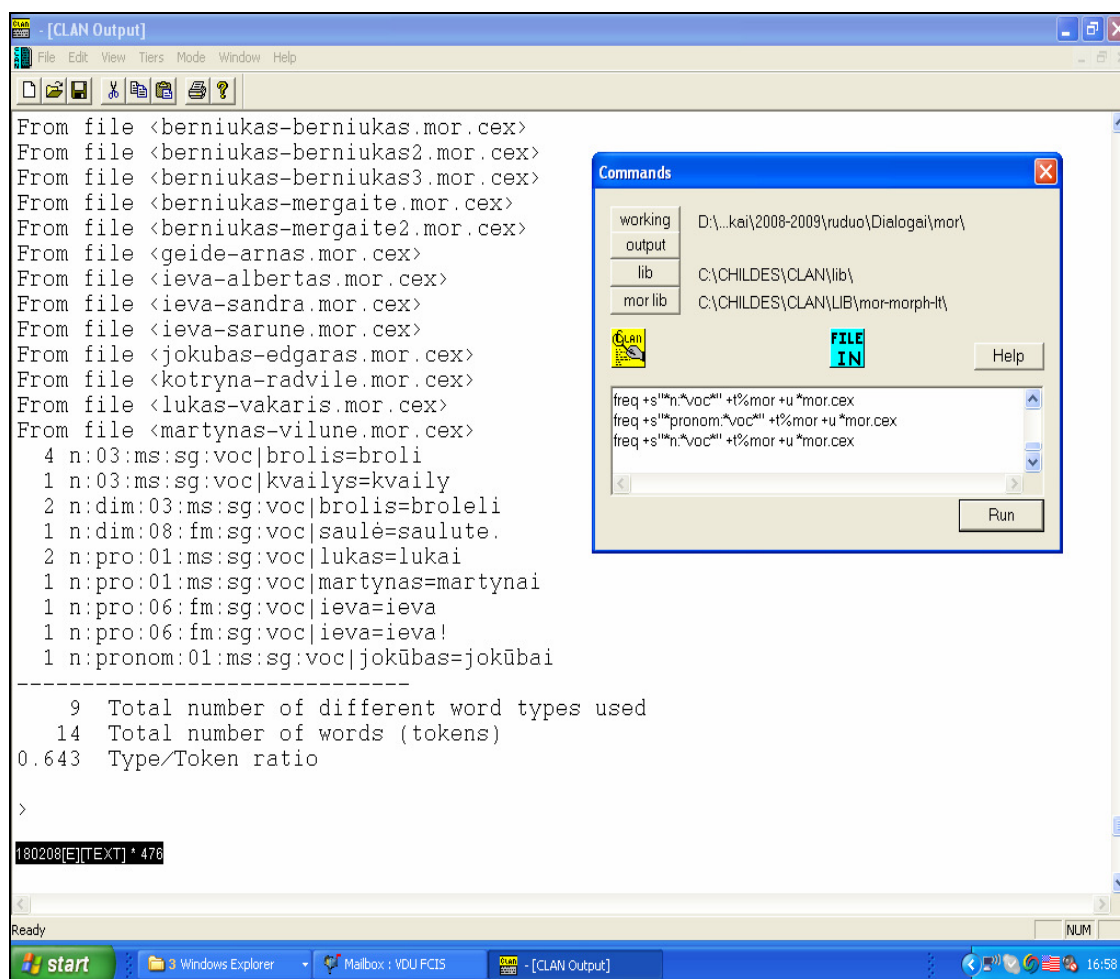 - [CLAN Output]
File Edit View Tiers Mode Window Help
From file <berniukas-berniukas.mor.cex>
From file <berniukas-berniukas2.mor.cex>
From file <berniukas-berniukas3.mor.cex>
From file <berniukas-mergaite.mor.cex>
From file <berniukas-mergaite2.mor.cex>
From file <geide-arnas.mor.cex>
From file <ieva-albertas.mor.cex>
From file <ieva-sandra.mor.cex>
From file <ieva-sarune.mor.cex>
From file <jokubas-edgaras.mor.cex>
From file <kotryna-radvile.mor.cex>
From file <lukas-vakaris.mor.cex>
From file <martynas-vilune.mor.cex>
4 n:03:ms:sg:voc|brolis=broli
1 n:03:ms:sg:voc|kvailys=kvaily
2 n:dim:03:ms:sg:voc|brolis=broleli
1 n:dim:08:fm:sg:voc|saulė=saulute.
2 n:pro:01:ms:sg:voc|lukas=lukai
1 n:pro:01:ms:sg:voc|martynas=martynai
1 n:pro:06:fm:sg:voc|ieva=ieva
1 n:pro:06:fm:sg:voc|ieva=ieva!
1 n:pronom:01:ms:sg:voc|jokūbas=jokūbai
------------------------------
9 Total number of different word types used
14 Total number of words (tokens)
0.643 Type/Token ratio
>
180208[E][TEXT] * 476
Commands
working D:\...kai\2008-2009\ruduo\Dialogai\mor\
output
lib C:\CHILDES\CLAN\lib\
mor lib C:\CHILDES\CLAN\LIB\mor-morph-lt\
CLAN
FILE IN
Help
freq +s"*n:*voc*" +t%mor +u *mor.cex
freq +s"*pronom:*voc*" +t%mor +u *mor.cex
freq +s"*n:*voc*" +t%mor +u *mor.cex
Run
Ready
NUM
start 3 Windows Explorer Mailbox : VDU FCIS - [CLAN Output] 16:58